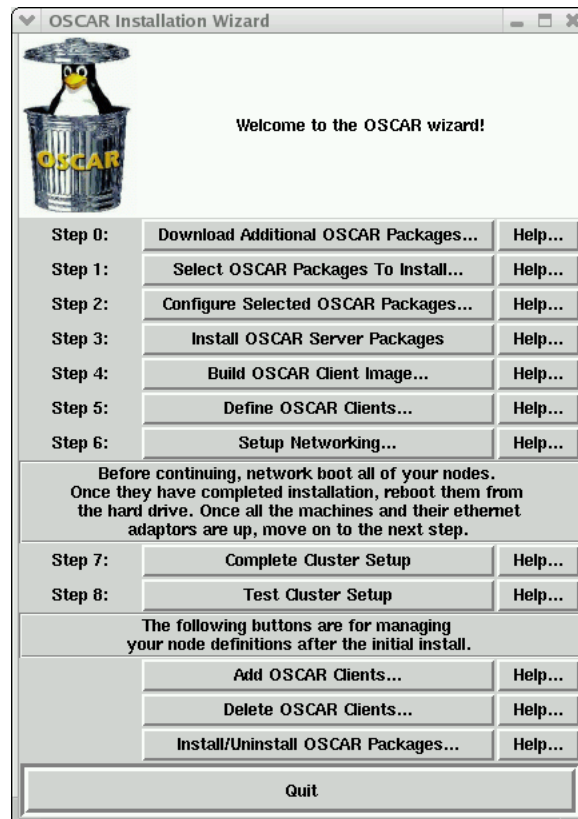 OSCAR Installation Wizard
OSCAR
Welcome to the OSCAR wizard!
Step 0: Download Additional OSCAR Packages... Help...
Step 1: Select OSCAR Packages To Install... Help...
Step 2: Configure Selected OSCAR Packages... Help...
Step 3: Install OSCAR Server Packages Help...
Step 4: Build OSCAR Client Image... Help...
Step 5: Define OSCAR Clients... Help...
Step 6: Setup Networking... Help...
Before continuing, network boot all of your nodes.
Once they have completed installation, reboot them from
the hard drive. Once all the machines and their ethernet
adaptors are up, move on to the next step.
Step 7: Complete Cluster Setup Help...
Step 8: Test Cluster Setup Help...
The following buttons are for managing
your node definitions after the initial install.
Add OSCAR Clients... Help...
Delete OSCAR Clients... Help...
Install/Uninstall OSCAR Packages... Help...
Quit